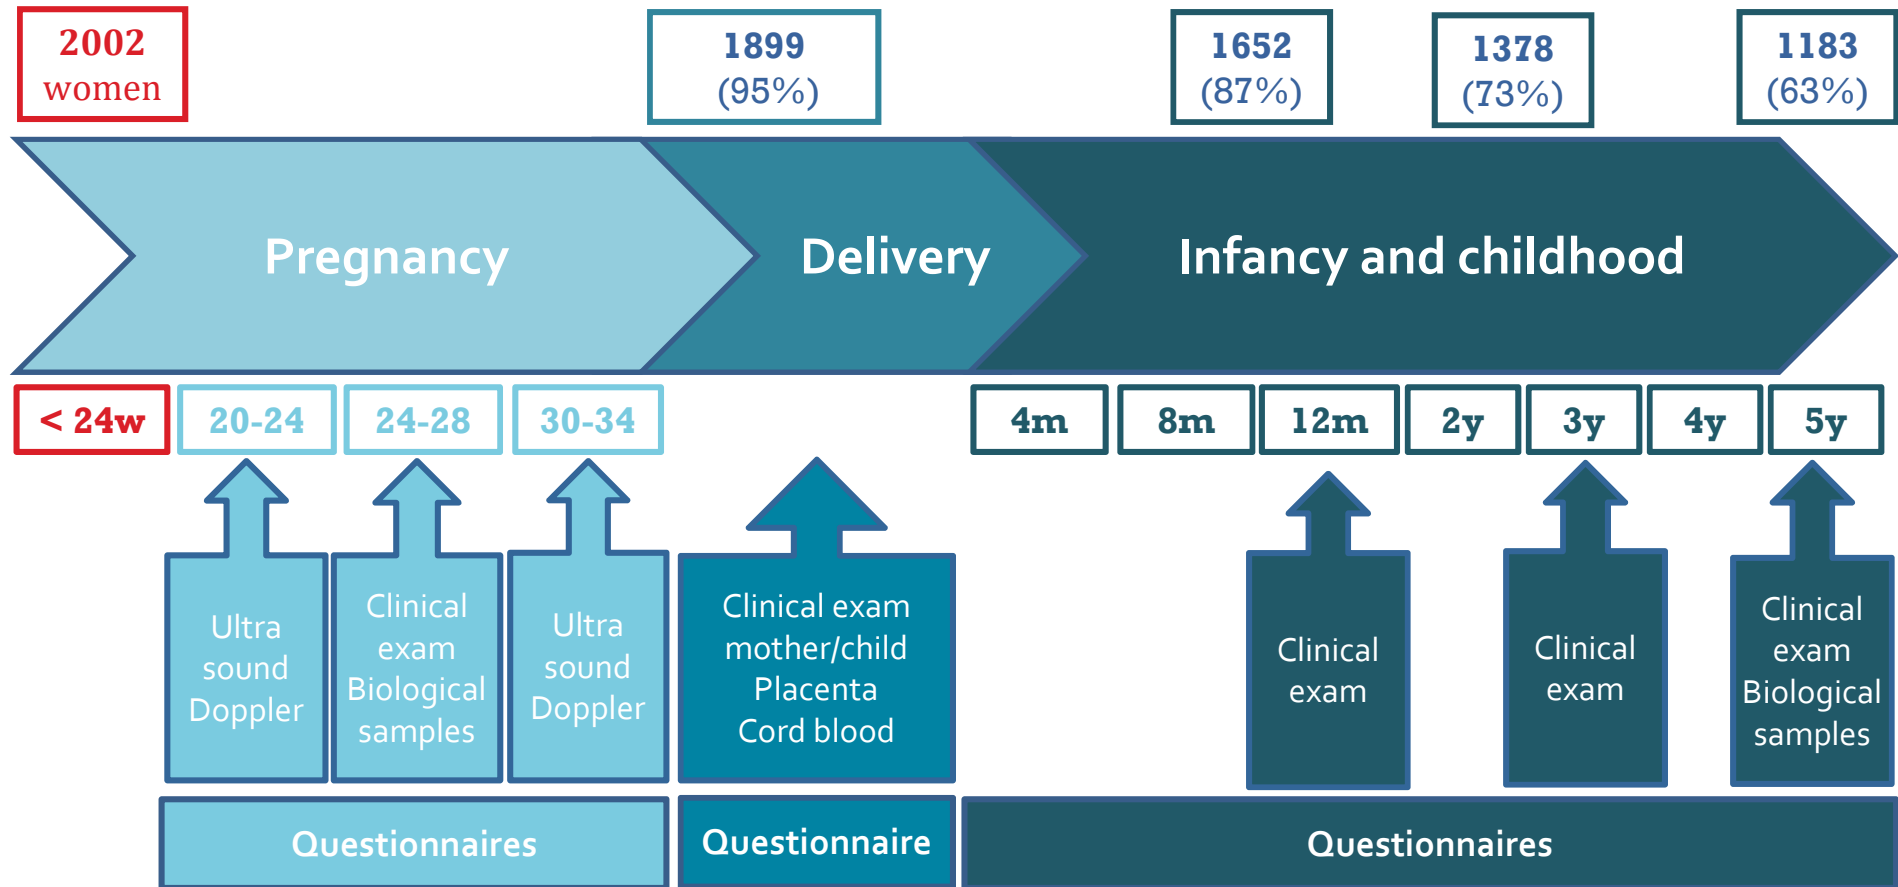 2002
women
1899
(95%)
1652
(87%)
1378
(73%)
1183
(63%)
Pregnancy
Delivery
Infancy and childhood
< 24w
20-24
24-28
30-34
4m
8m
12m
2y
3y
4y
5y
Ultra
sound
Doppler
Clinical
exam
Biological
samples
Ultra
sound
Doppler
Clinical exam
mother/child
Placenta
Cord blood
Clinical
exam
Clinical
exam
Clinical
exam
Biological
samples
Questionnaires
Questionnaire
Questionnaires